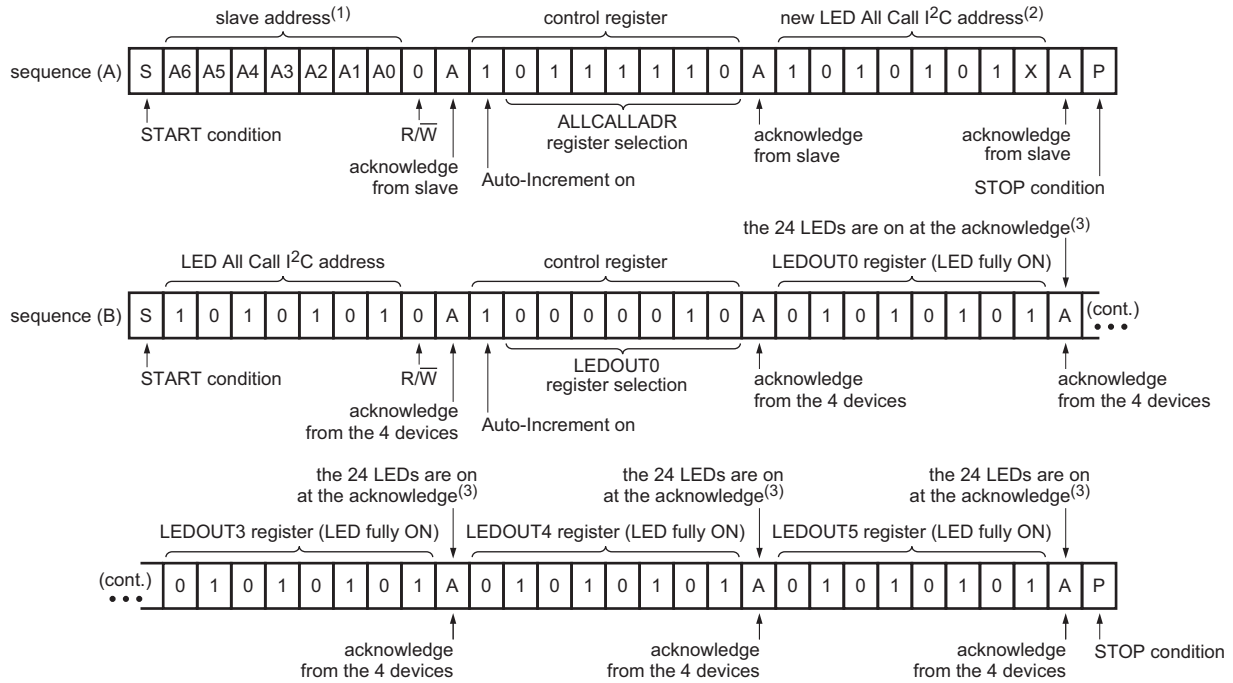 slave address(1) control register new LED All Call I2C address(2)
sequence (A) S A6 A5 A4 A3 A2 A1 A0 0 A 1 0 1 1 1 1 1 0 A 1 0 1 0 1 0 1 X A P
START condition R/W ALLCALLADR register selection acknowledge from slave acknowledge from slave
acknowledge from slave Auto-Increment on STOP condition
the 24 LEDs are on at the acknowledge(3)
LED All Call I2C address control register LEDOUT0 register (LED fully ON)
sequence (B) S 1 0 1 0 1 0 1 0 A 1 0 0 0 0 0 1 0 A 0 1 0 1 0 1 0 1 A (cont.)
START condition R/W LEDOUT0 register selection acknowledge from the 4 devices acknowledge from the 4 devices
acknowledge from the 4 devices Auto-Increment on
the 24 LEDs are on at the acknowledge(3) the 24 LEDs are on at the acknowledge(3) the 24 LEDs are on at the acknowledge(3)
LEDOUT3 register (LED fully ON) LEDOUT4 register (LED fully ON) LEDOUT5 register (LED fully ON)
(cont.) 0 1 0 1 0 1 0 1 A 0 1 0 1 0 1 0 1 A 0 1 0 1 0 1 0 1 A P
acknowledge from the 4 devices acknowledge from the 4 devices acknowledge from the 4 devices STOP condition